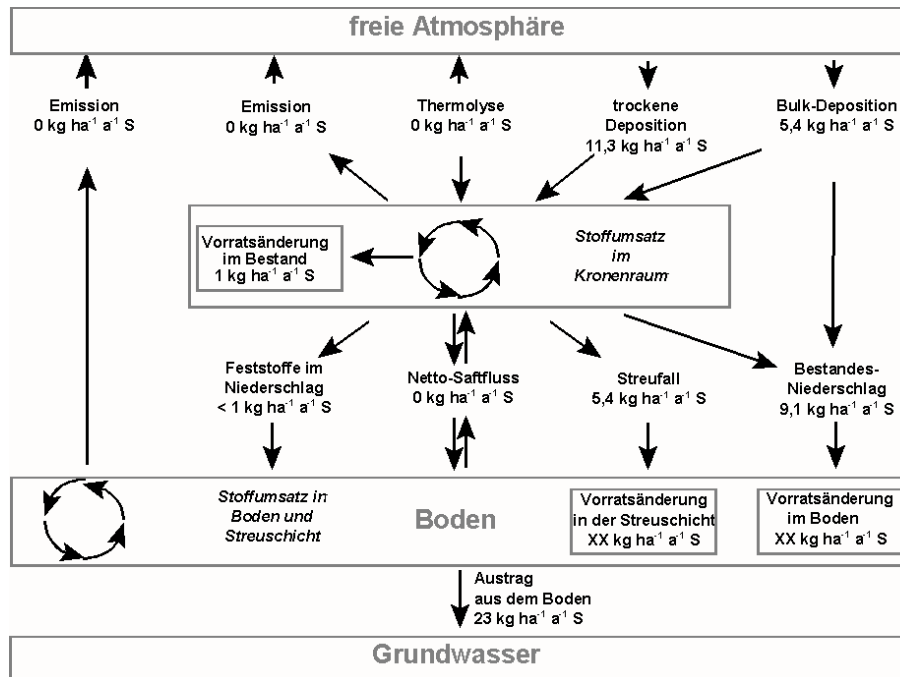 freie Atmosphäre
Emission
0 kg ha⁻¹ a⁻¹ S
Emission
0 kg ha⁻¹ a⁻¹ S
Thermolyse
0 kg ha⁻¹ a⁻¹ S
trockene
Deposition
11,3 kg ha⁻¹ a⁻¹ S
Bulk-Deposition
5,4 kg ha⁻¹ a⁻¹ S
Vorratsänderung
im Bestand
1 kg ha⁻¹ a⁻¹ S
Stoffumsatz
im
Kronenraum
Feststoffe im
Niederschlag
< 1 kg ha⁻¹ a⁻¹ S
Netto-Saftfluss
0 kg ha⁻¹ a⁻¹ S
Streufall
5,4 kg ha⁻¹ a⁻¹ S
Bestandes-
Niederschlag
9,1 kg ha⁻¹ a⁻¹ S
Stoffumsatz in
Boden und
Streuschicht
Boden
Vorratsänderung
in der Streuschicht
XX kg ha⁻¹ a⁻¹ S
Vorratsänderung
im Boden
XX kg ha⁻¹ a⁻¹ S
Austrag
aus dem Boden
23 kg ha⁻¹ a⁻¹ S
Grundwasser